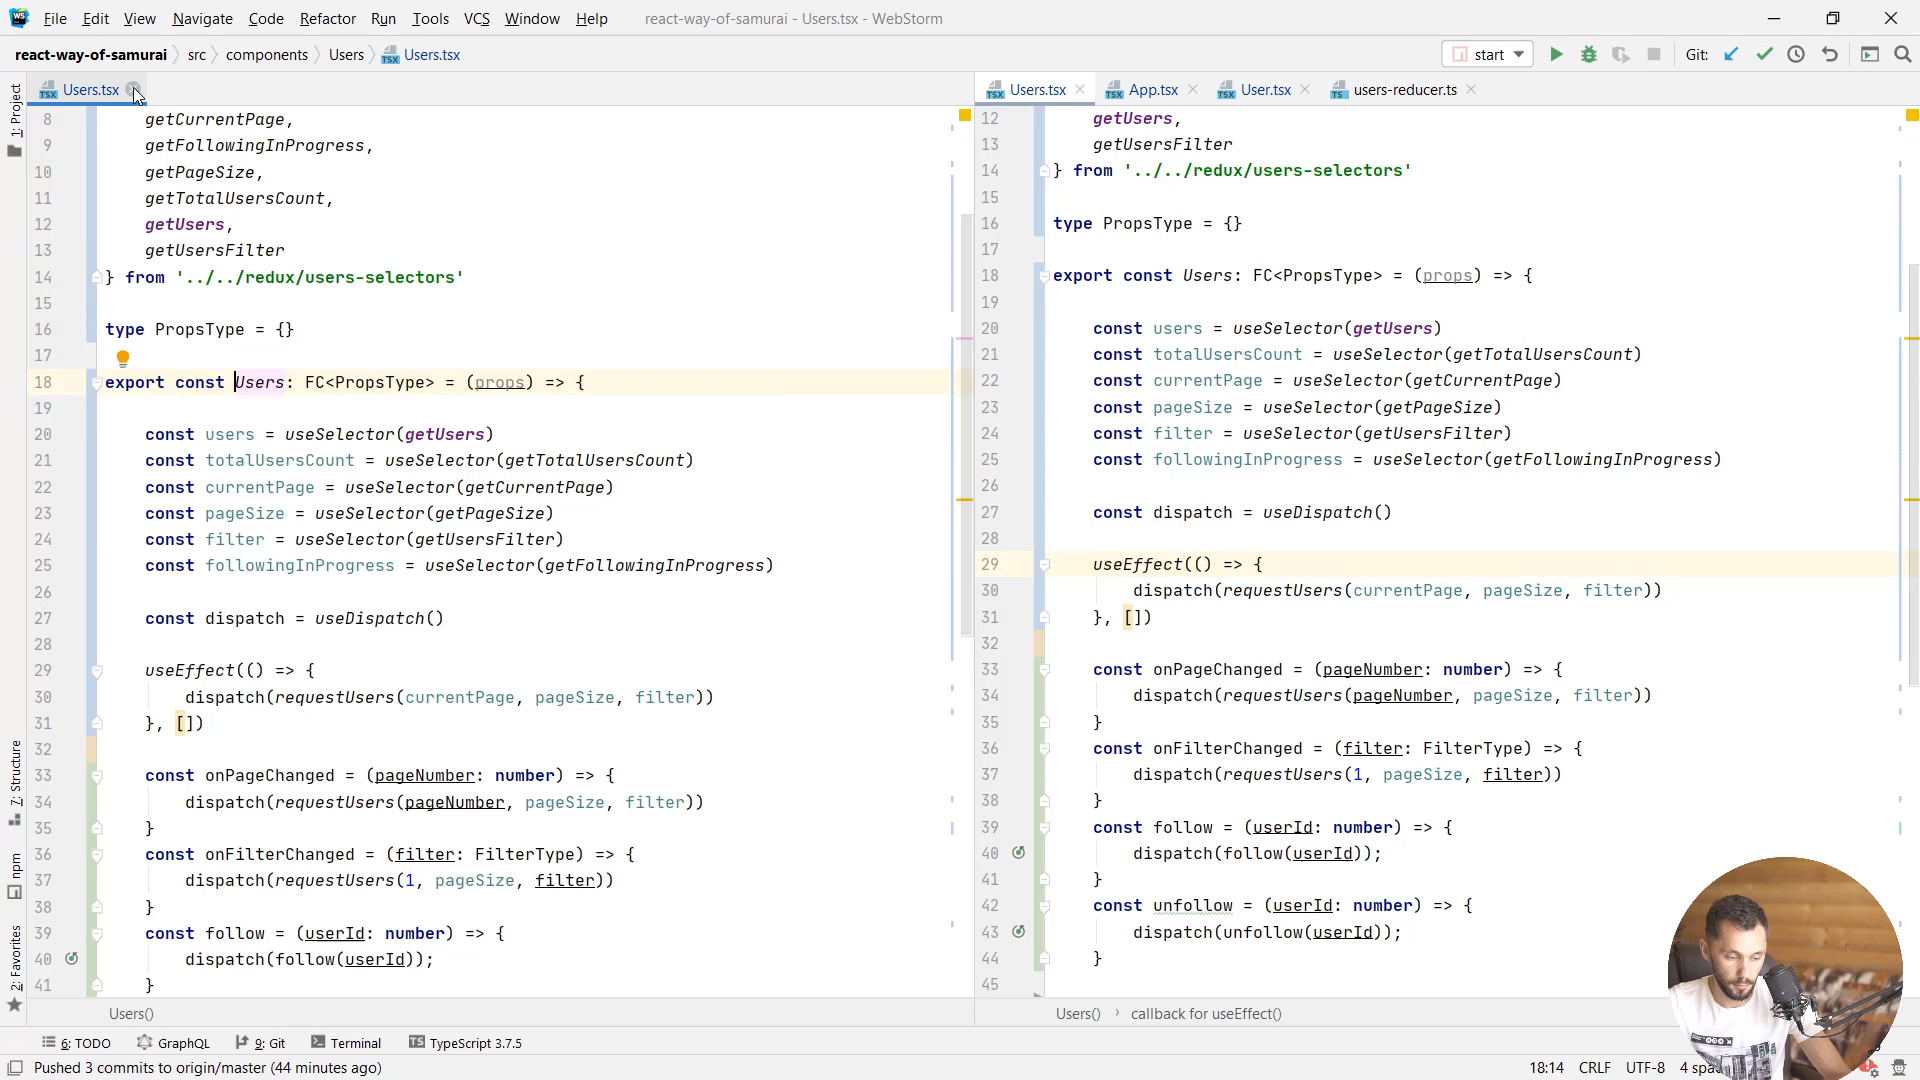 WS File Edit View Navigate Code Refactor Run Tools VCS Window Help react-way-of-samurai - Users.tsx - WebStorm
react-way-of-samurai src components Users Users.tsx start Git:
1: Project
7: Structure
npm
2: Favorites
Users.tsx
8 getCurrentPage,
9 getFollowingInProgress,
10 getPageSize,
11 getTotalUsersCount,
12 getUsers,
13 getUsersFilter
14 } from '../../redux/users-selectors'
15
16 type PropsType = {}
17
18 export const Users: FC<PropsType> = (props) => {
19
20 const users = useSelector(getUsers)
21 const totalUsersCount = useSelector(getTotalUsersCount)
22 const currentPage = useSelector(getCurrentPage)
23 const pageSize = useSelector(getPageSize)
24 const filter = useSelector(getUsersFilter)
25 const followingInProgress = useSelector(getFollowingInProgress)
26
27 const dispatch = useDispatch()
28
29 useEffect(() => {
30 dispatch(requestUsers(currentPage, pageSize, filter))
31 }, [])
32
33 const onPageChanged = (pageNumber: number) => {
34 dispatch(requestUsers(pageNumber, pageSize, filter))
35 }
36 const onFilterChanged = (filter: FilterType) => {
37 dispatch(requestUsers(1, pageSize, filter))
38 }
39 const follow = (userId: number) => {
40 dispatch(follow(userId));
41 }
Users()
Users.tsx App.tsx User.tsx users-reducer.ts
12 getUsers,
13 getUsersFilter
14 } from '../../redux/users-selectors'
15
16 type PropsType = {}
17
18 export const Users: FC<PropsType> = (props) => {
19
20 const users = useSelector(getUsers)
21 const totalUsersCount = useSelector(getTotalUsersCount)
22 const currentPage = useSelector(getCurrentPage)
23 const pageSize = useSelector(getPageSize)
24 const filter = useSelector(getUsersFilter)
25 const followingInProgress = useSelector(getFollowingInProgress)
26
27 const dispatch = useDispatch()
28
29 useEffect(() => {
30 dispatch(requestUsers(currentPage, pageSize, filter))
31 }, [])
32
33 const onPageChanged = (pageNumber: number) => {
34 dispatch(requestUsers(pageNumber, pageSize, filter))
35 }
36 const onFilterChanged = (filter: FilterType) => {
37 dispatch(requestUsers(1, pageSize, filter))
38 }
39 const follow = (userId: number) => {
40 dispatch(follow(userId));
41 }
42 const unfollow = (userId: number) => {
43 dispatch(unfollow(userId));
44 }
45
Users() callback for useEffect()
6: TODO GraphQL 9: Git Terminal TypeScript 3.7.5
Pushed 3 commits to origin/master (44 minutes ago) 18:14 CRLF UTF-8 4